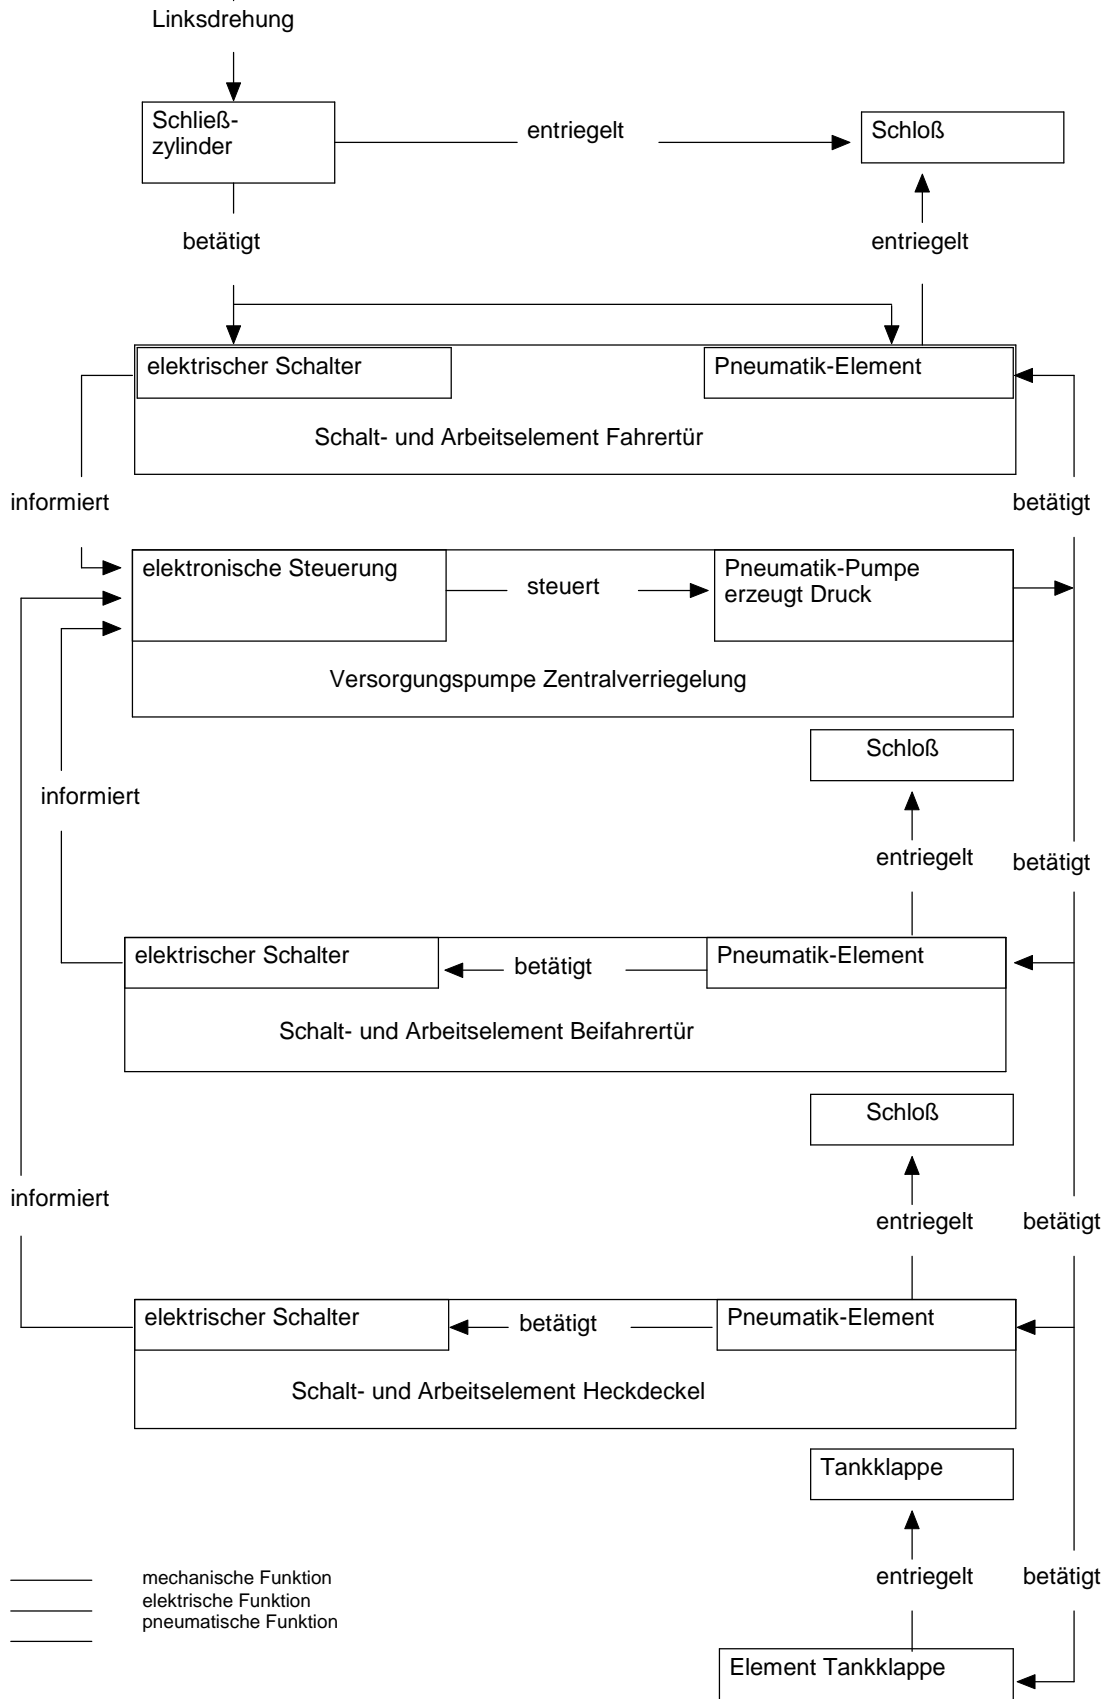 Linksdrehung
Schließ-
zylinder
entriegelt
Schloß
betätigt
entriegelt
elektrischer Schalter
Pneumatik-Element
Schalt- und Arbeitselement Fahrertür
informiert
betätigt
elektronische Steuerung
steuert
Pneumatik-Pumpe
erzeugt Druck
Versorgungspumpe Zentralverriegelung
Schloß
informiert
entriegelt
betätigt
elektrischer Schalter
betätigt
Pneumatik-Element
Schalt- und Arbeitselement Beifahrertür
Schloß
informiert
entriegelt
betätigt
elektrischer Schalter
betätigt
Pneumatik-Element
Schalt- und Arbeitselement Heckdeckel
Tankklappe
mechanische Funktion
elektrische Funktion
pneumatische Funktion
entriegelt
betätigt
Element Tankklappe